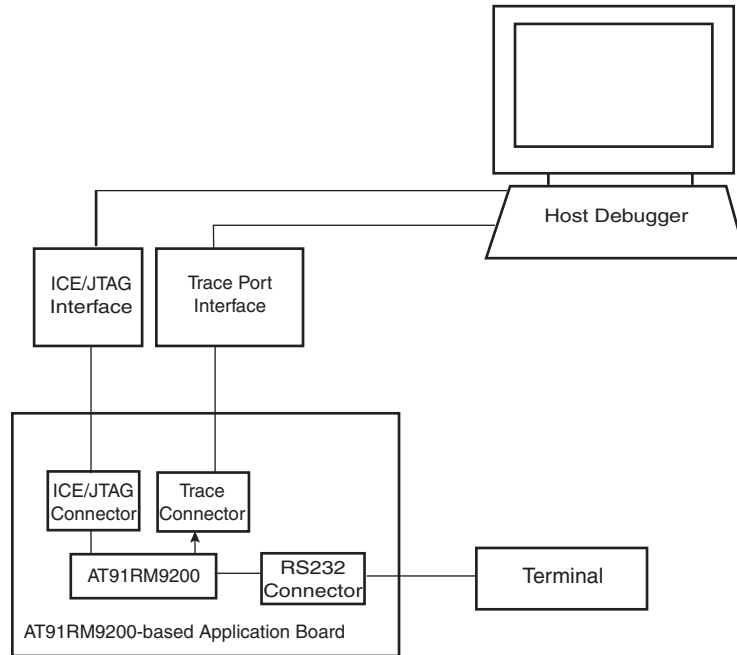 Host Debugger
ICE/JTAG
Interface
Trace Port
Interface
ICE/JTAG
Connector
Trace
Connector
AT91RM9200
RS232
Connector
Terminal
AT91RM9200-based Application Board